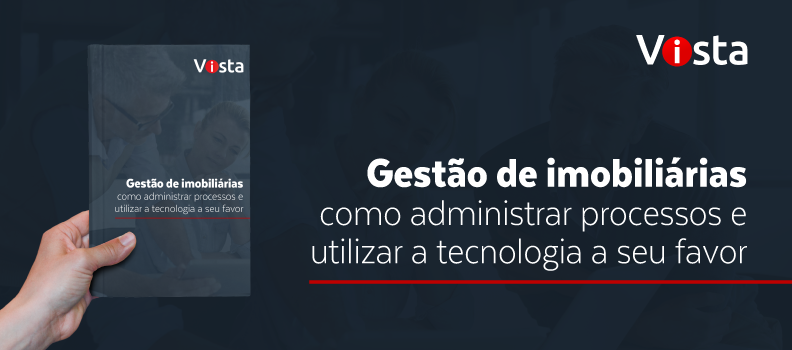 Vista
Gestão de imobiliárias
como administrar processos e
utilizar a tecnologia a seu favor
Vista
Gestão de imobiliárias
como administrar processos e
utilizar a tecnologia a seu favor